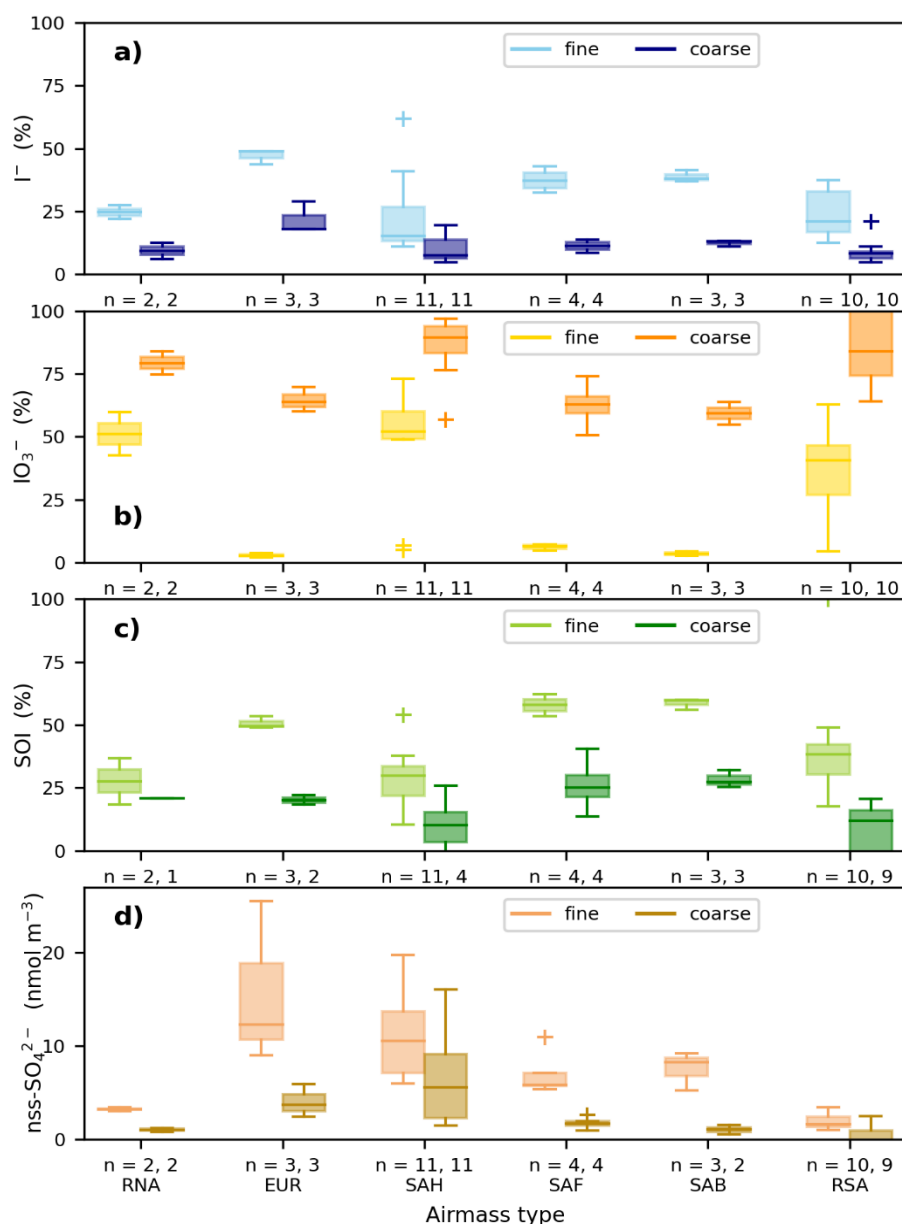 100
a)
fine
coarse
75
50
25
0
I⁻ (%)
n = 2, 2 n = 3, 3 n = 11, 11 n = 4, 4 n = 3, 3 n = 10, 10
100
fine
coarse
75
50
25
b)
0
IO₃⁻ (%)
n = 2, 2 n = 3, 3 n = 11, 11 n = 4, 4 n = 3, 3 n = 10, 10
100
c)
fine
coarse
75
50
25
0
SOI (%)
n = 2, 1 n = 3, 2 n = 11, 4 n = 4, 4 n = 3, 3 n = 10, 9
d)
fine
coarse
20
10
0
nss-SO₄²⁻ (nmol m⁻³)
n = 2, 2 n = 3, 3 n = 11, 11 n = 4, 4 n = 3, 2 n = 10, 9
RNA EUR SAH SAF SAB RSA
Airmass type